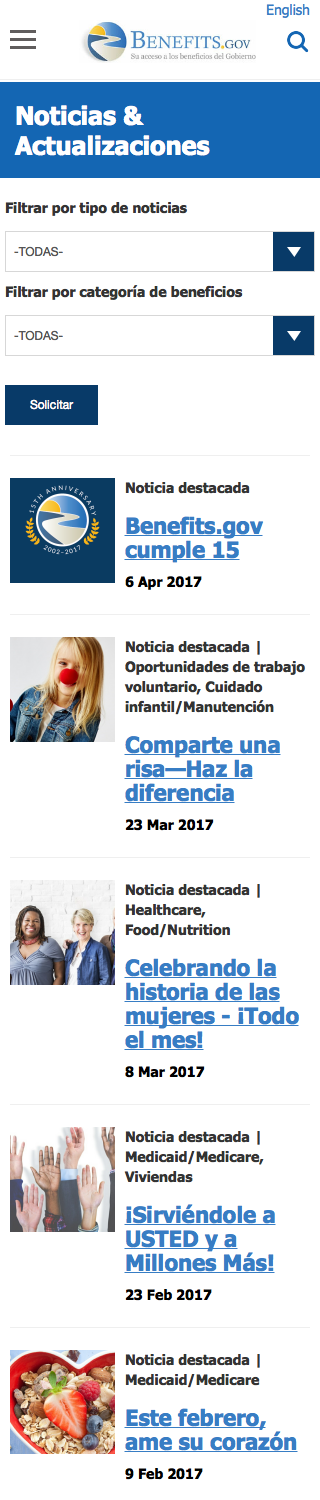 English
BENEFITS.GOV
Su acceso a los beneficios del Gobierno
Noticias &
Actualizaciones
Filtrar por tipo de noticias
-TODAS-
Filtrar por categoría de beneficios
-TODAS-
Solicitar
15TH ANNIVERSARY
2002-2017
Noticia destacada
Benefits.gov
cumple 15
6 Apr 2017
Noticia destacada |
Oportunidades de trabajo
voluntario, Cuidado
infantil/Manutención
Comparte una
risa—Haz la
diferencia
23 Mar 2017
Noticia destacada |
Healthcare,
Food/Nutrition
Celebrando la
historia de las
mujeres - ¡Todo
el mes!
8 Mar 2017
Noticia destacada |
Medicaid/Medicare,
Viviendas
¡Sirviéndole a
USTED y a
Millones Más!
23 Feb 2017
Noticia destacada |
Medicaid/Medicare
Este febrero,
ame su corazón
9 Feb 2017